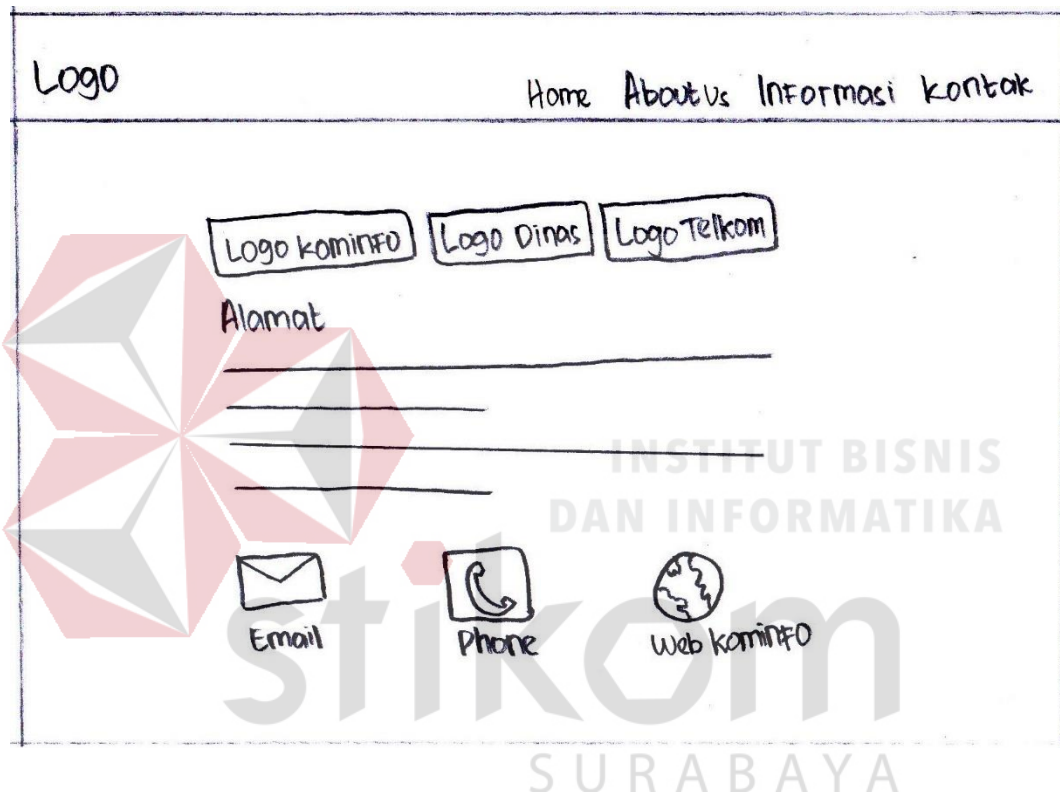 Logo
Home About Us Informasi kontak
Logo kominfo Logo Dinas Logo Telkom
Alamat
INSTITUT BISNIS
DAN INFORMATIKA
stikom
Email Phone Web kominfo
SURABAYA